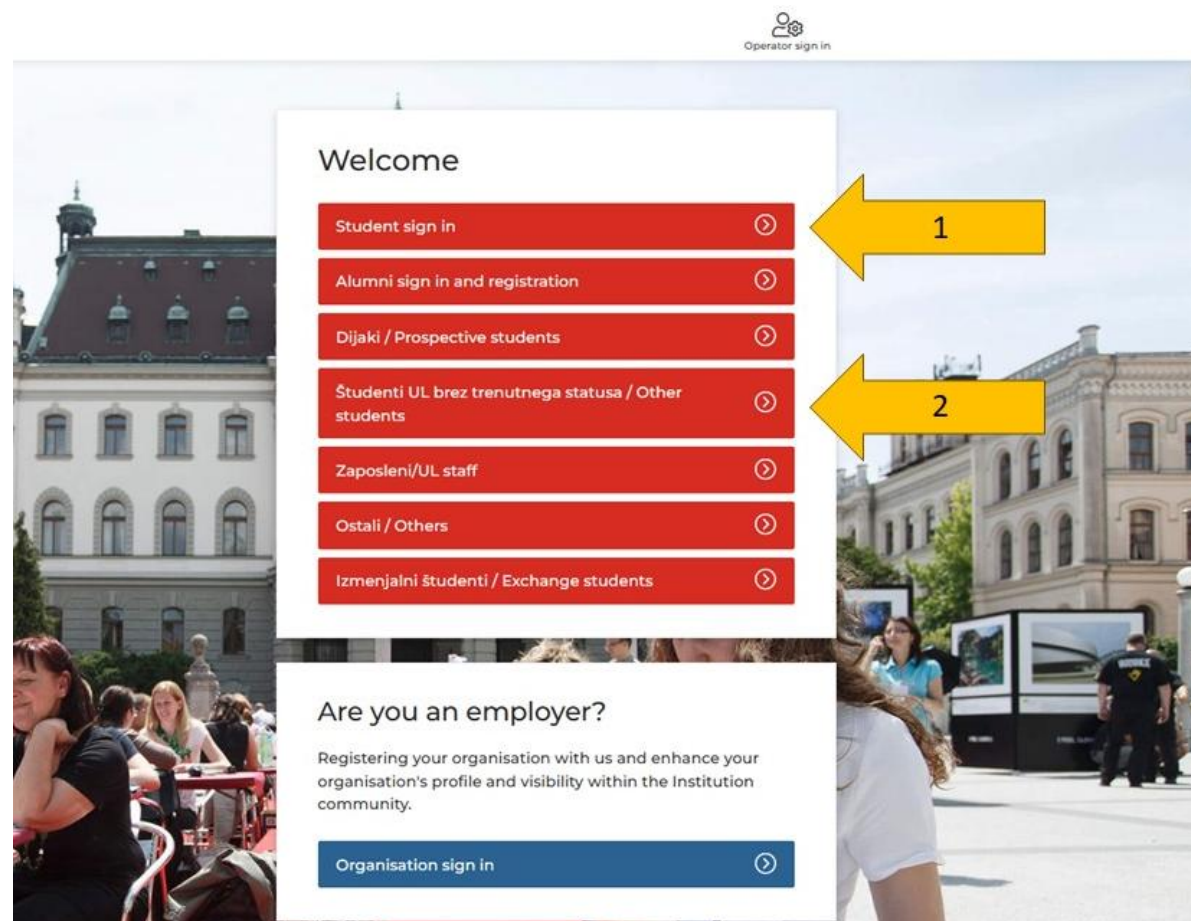 Operator sign in
Welcome
Student sign in
1
Alumni sign in and registration
Dijaki / Prospective students
Študenti UL brez trenutnega statusa / Other
students
2
Zaposleni/UL staff
Ostali / Others
Izmenjalni študenti / Exchange students
Are you an employer?
Registering your organisation with us and enhance your
organisation's profile and visibility within the Institution
community.
Organisation sign in